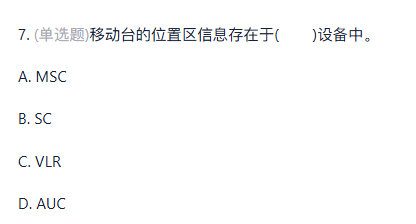 7. (单选题)移动台的位置区信息存在于(  )设备中。
A. MSC
B. SC
C. VLR
D. AUC